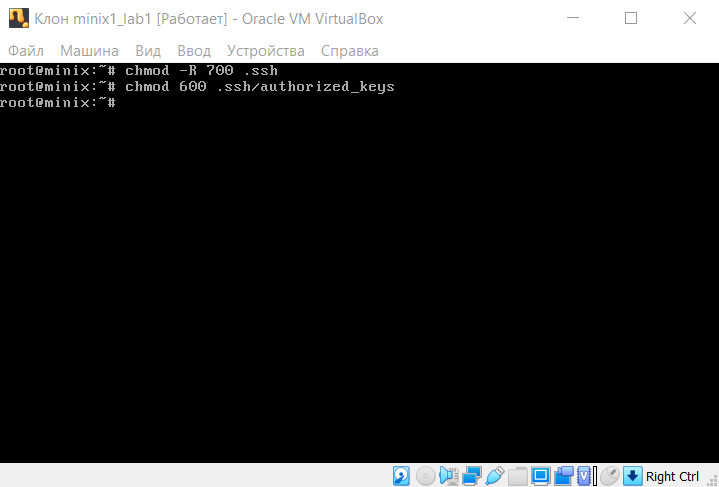 Клон minix1_lab1 [Работает] - Oracle VM VirtualBox
Файл Машина Вид Ввод Устройства Справка
root@minix:~# chmod -R 700 .ssh
root@minix:~# chmod 600 .ssh/authorized_keys
root@minix:~#
Right Ctrl